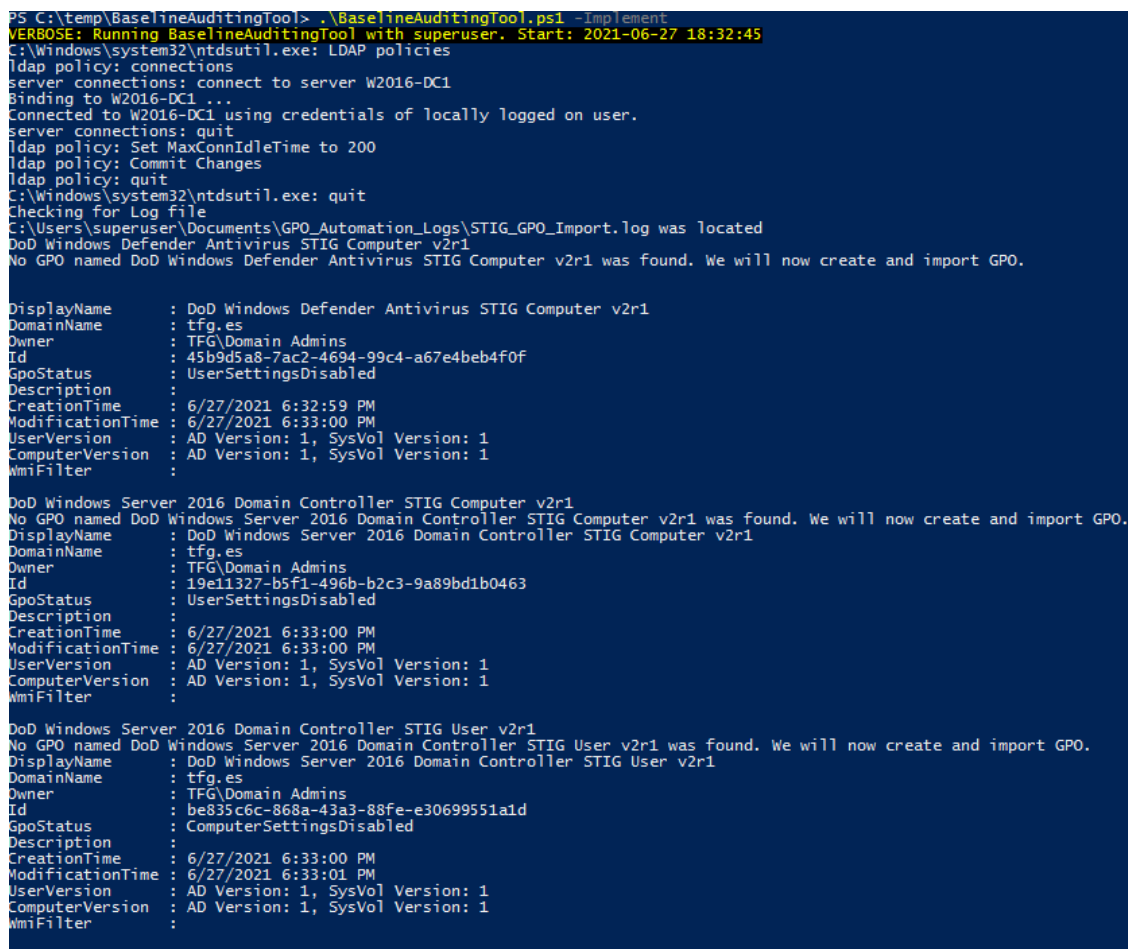 PS C:\temp\BaselineAuditingTool> .\BaselineAuditingTool.ps1 -Implement
VERBOSE: Running BaselineAuditingTool with superuser. Start: 2021-06-27 18:32:45
C:\Windows\system32\ntdsutil.exe: LDAP policies
ldap policy: connections
server connections: connect to server W2016-DC1
Binding to W2016-DC1 ...
Connected to W2016-DC1 using credentials of locally logged on user.
server connections: quit
ldap policy: Set MaxConnIdleTime to 200
ldap policy: Commit Changes
ldap policy: quit
C:\Windows\system32\ntdsutil.exe: quit
Checking for Log file
C:\Users\superuser\Documents\GPO_Automation_Logs\STIG_GPO_Import.log was located
DoD Windows Defender Antivirus STIG Computer v2r1
No GPO named DoD Windows Defender Antivirus STIG Computer v2r1 was found. We will now create and import GPO.
DisplayName : DoD Windows Defender Antivirus STIG Computer v2r1
DomainName : tfg.es
Owner : TFG\Domain Admins
Id : 45b9d5a8-7ac2-4694-99c4-a67e4beb4f0f
GpoStatus : UserSettingsDisabled
Description :
CreationTime : 6/27/2021 6:32:59 PM
ModificationTime : 6/27/2021 6:33:00 PM
UserVersion : AD Version: 1, SysVol Version: 1
ComputerVersion : AD Version: 1, SysVol Version: 1
WmiFilter :
DoD Windows Server 2016 Domain Controller STIG Computer v2r1
No GPO named DoD Windows Server 2016 Domain Controller STIG Computer v2r1 was found. We will now create and import GPO.
DisplayName : DoD Windows Server 2016 Domain Controller STIG Computer v2r1
DomainName : tfg.es
Owner : TFG\Domain Admins
Id : 19e11327-b5f1-496b-b2c3-9a89bd1b0463
GpoStatus : UserSettingsDisabled
Description :
CreationTime : 6/27/2021 6:33:00 PM
ModificationTime : 6/27/2021 6:33:00 PM
UserVersion : AD Version: 1, SysVol Version: 1
ComputerVersion : AD Version: 1, SysVol Version: 1
WmiFilter :
DoD Windows Server 2016 Domain Controller STIG User v2r1
No GPO named DoD Windows Server 2016 Domain Controller STIG User v2r1 was found. We will now create and import GPO.
DisplayName : DoD Windows Server 2016 Domain Controller STIG User v2r1
DomainName : tfg.es
Owner : TFG\Domain Admins
Id : be835c6c-868a-43a3-88fe-e30699551a1d
GpoStatus : ComputerSettingsDisabled
Description :
CreationTime : 6/27/2021 6:33:00 PM
ModificationTime : 6/27/2021 6:33:01 PM
UserVersion : AD Version: 1, SysVol Version: 1
ComputerVersion : AD Version: 1, SysVol Version: 1
WmiFilter :